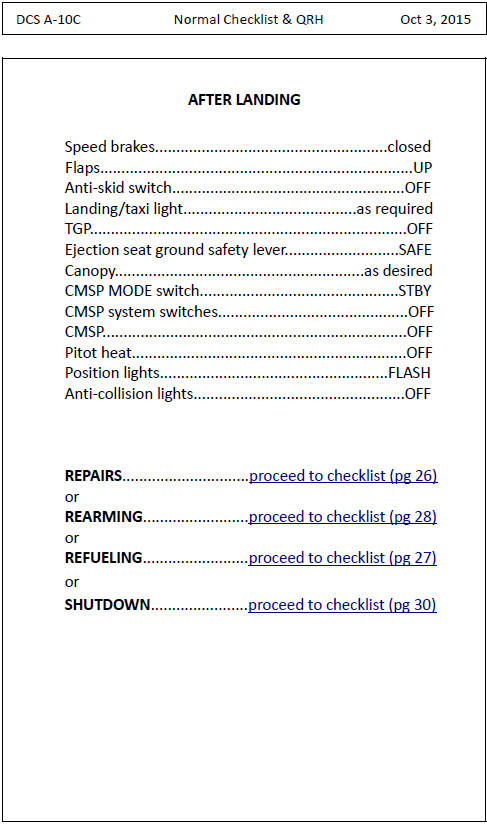 DCS A-10C Normal Checklist & QRH Oct 3, 2015
AFTER LANDING
Speed brakes......................................................closed
Flaps.........................................................................UP
Anti-skid switch......................................................OFF
Landing/taxi light........................................as required
TGP..........................................................................OFF
Ejection seat ground safety lever...........................SAFE
Canopy..........................................................as desired
CMSP MODE switch...............................................STBY
CMSP system switches............................................OFF
CMSP.......................................................................OFF
Pitot heat................................................................OFF
Position lights.....................................................FLASH
Anti-collision lights.................................................OFF
REPAIRS..............................proceed to checklist (pg 26)
or
REARMING.........................proceed to checklist (pg 28)
or
REFUELING.........................proceed to checklist (pg 27)
or
SHUTDOWN.......................proceed to checklist (pg 30)